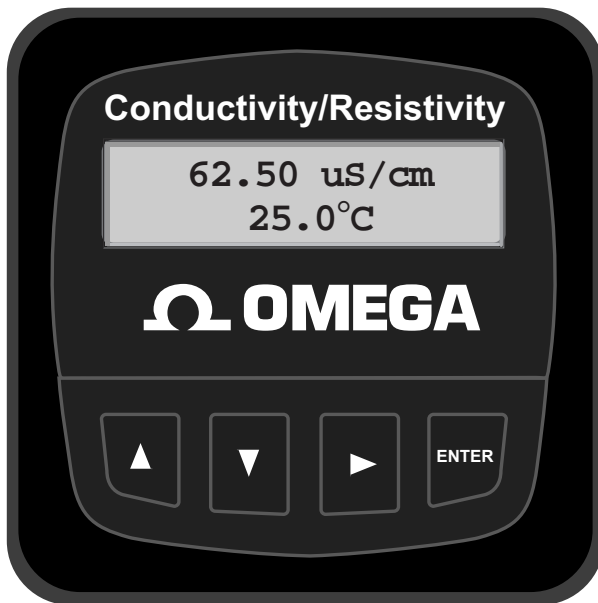 Conductivity/Resistivity
62.50 uS/cm
25.0°C
OMEGA
ENTER